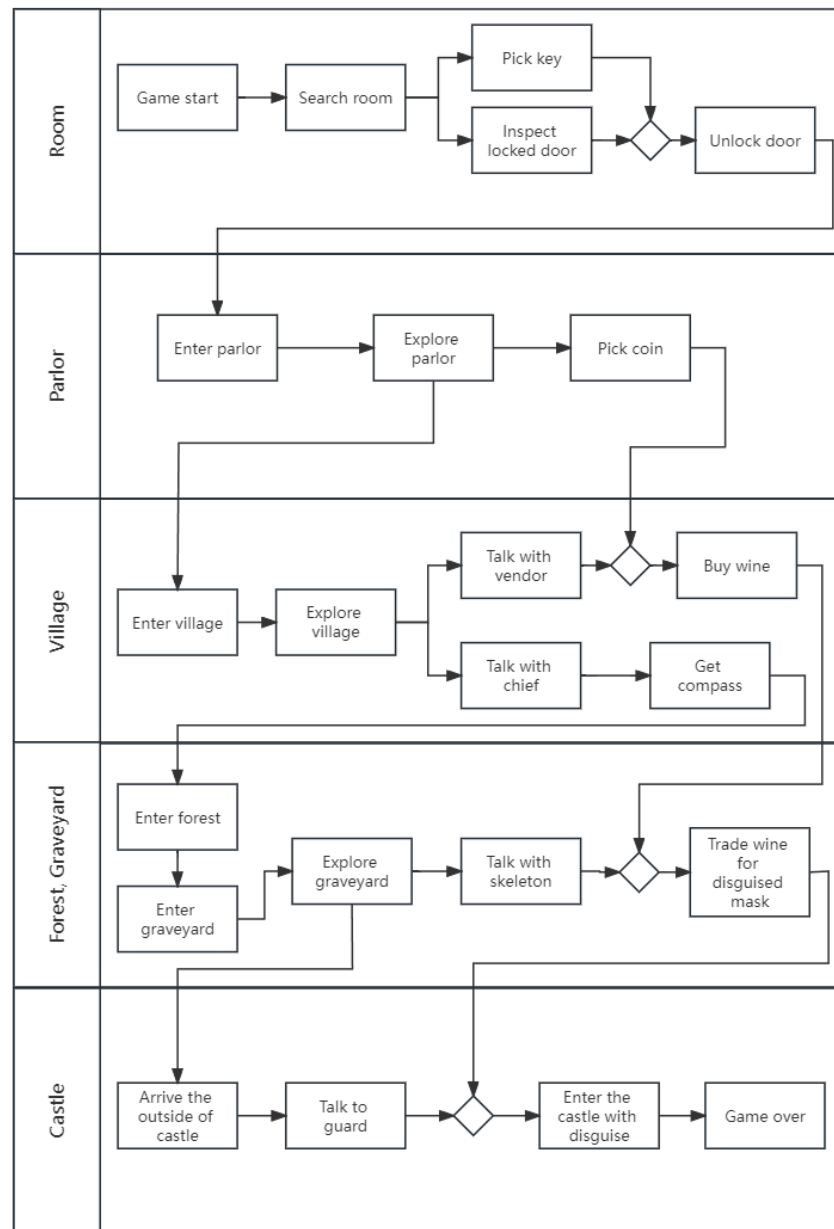 Room
Game start
Search room
Pick key
Inspect
locked door
Unlock door
Parlor
Enter parlor
Explore
parlor
Pick coin
Village
Enter village
Explore
village
Talk with
vendor
Buy wine
Talk with
chief
Get
compass
Forest, Graveyard
Enter forest
Enter
graveyard
Explore
graveyard
Talk with
skeleton
Trade wine
for
disguised
mask
Castle
Arrive the
outside of
castle
Talk to
guard
Enter the
castle with
disguise
Game over